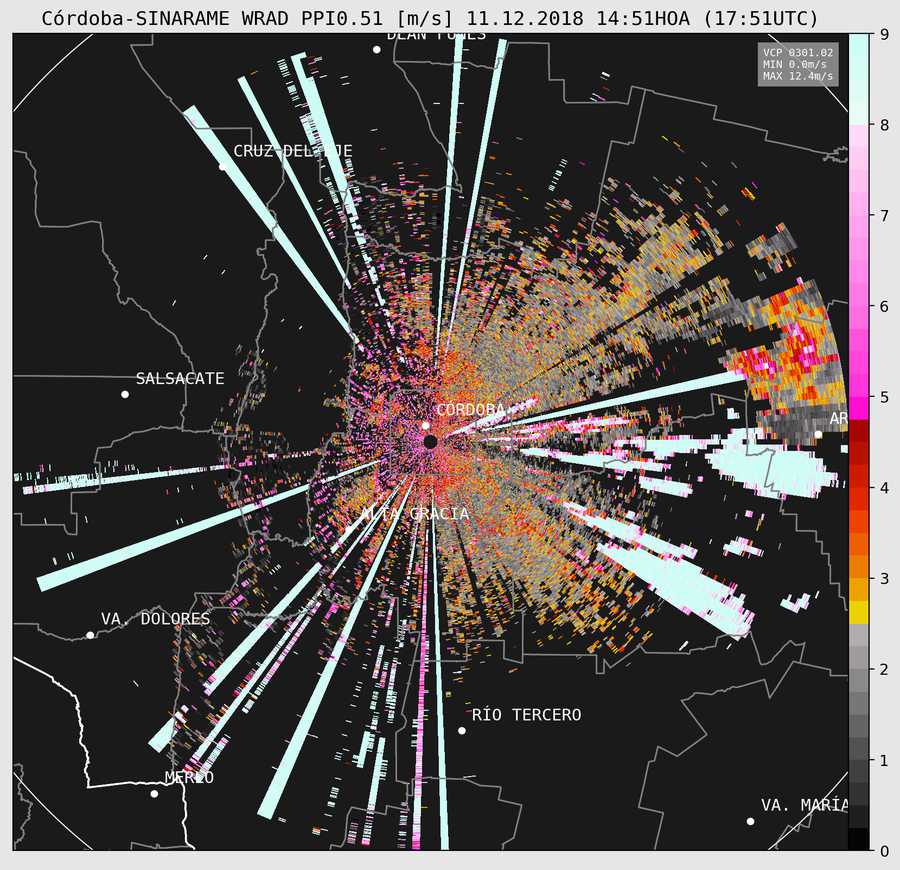 Córdoba-SINARAME WRAD PPI0.51 [m/s] 11.12.2018 14:51HOA (17:51UTC)
DEAN FUNES
VCP 0301.02
MIN 0.0m/s
MAX 12.4m/s
9
8
CRUZ DEL EJE
7
6
SALSACATE
5
CÓRDOBA
AR
4
ALTA GRACIA
3
VA. DOLORES
2
RÍO TERCERO
1
MERLO
VA. MARÍA
0